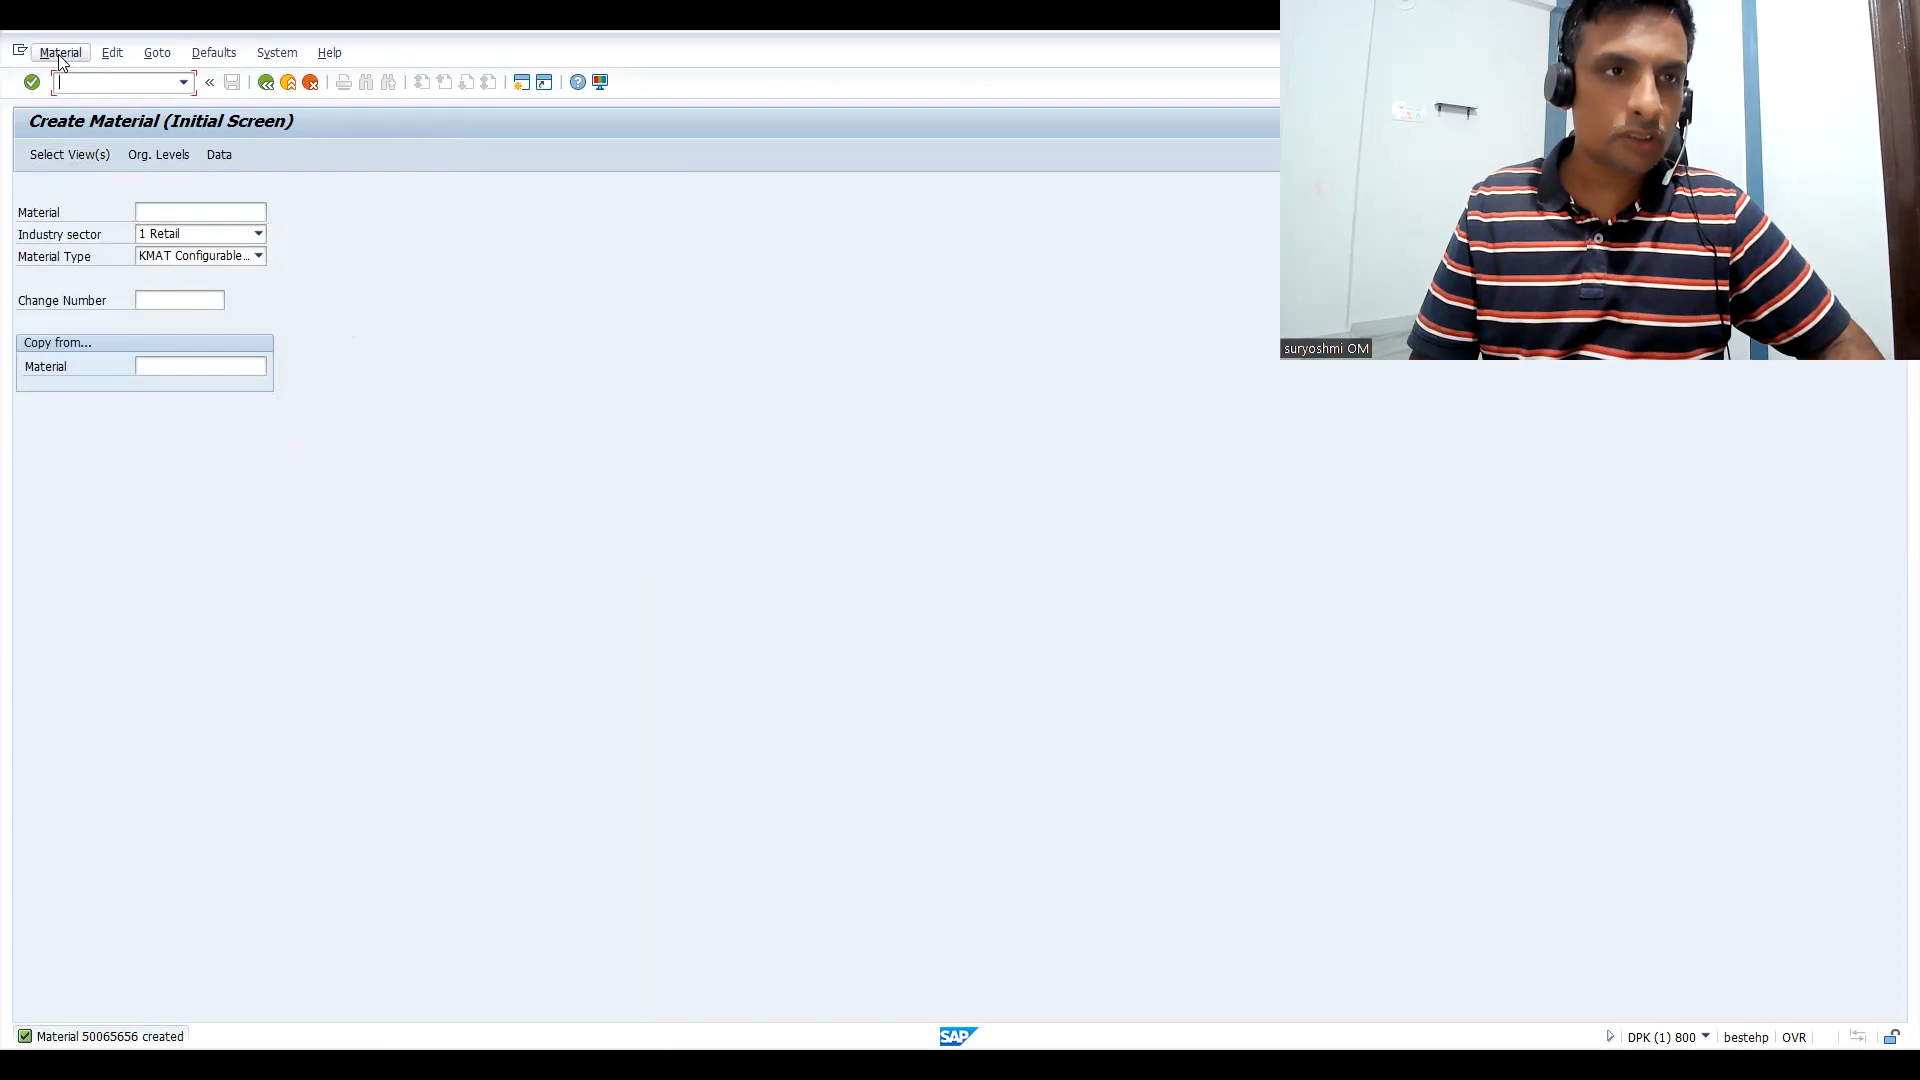 Material Edit Goto Defaults System Help
Create Material (Initial Screen)
Select View(s) Org. Levels Data
Material
Industry sector 1 Retail
Material Type KMAT Configurable...
Change Number
Copy from...
Material
suryoshmi OM
Material 50065656 created
SAP
DPK (1) 800 bestehp OVR